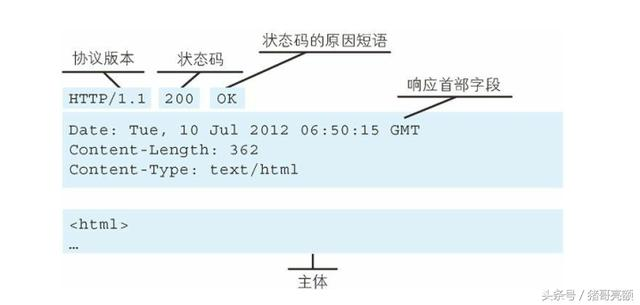 状态码的原因短语
协议版本 状态码
响应首部字段
HTTP/1.1 200 OK
Date: Tue, 10 Jul 2012 06:50:15 GMT
Content-Length: 362
Content-Type: text/html
<html>
…
主体
头条号 / 猪哥亮额